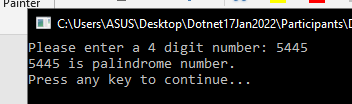 Painter
C:\Users\ASUS\Desktop\Dotnet17Jan2022\Participants\D
Please enter a 4 digit number: 5445
5445 is palindrome number.
Press any key to continue...